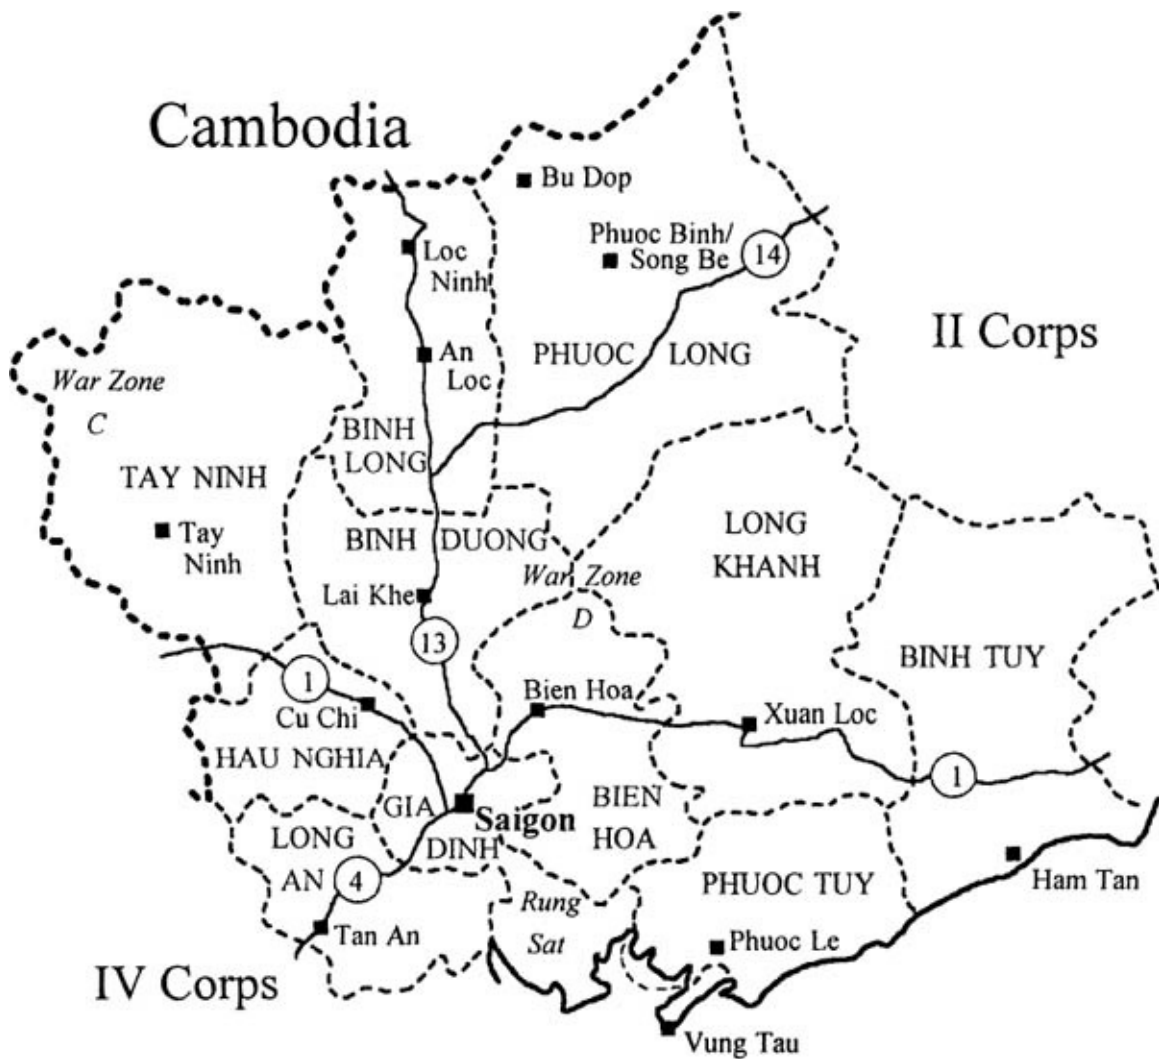 Cambodia
Bu Dop
Phuoc Binh/
Song Be
14
Loc
Ninh
II Corps
An
Loc
PHUOC LONG
War Zone
C
BINH
LONG
TAY NINH
Tay
Ninh
BINH DUONG
LONG
KHANH
War Zone
D
Lai Khe
13
BINH TUY
1
Cu Chi
Bien Hoa
Xuan Loc
HAU NGHIA
1
GIA
DINH
Saigon
BIEN
HOA
LONG
AN
4
Ham Tan
PHUOC TUY
Rung
Sat
Tan An
Phuoc Le
IV Corps
Vung Tau